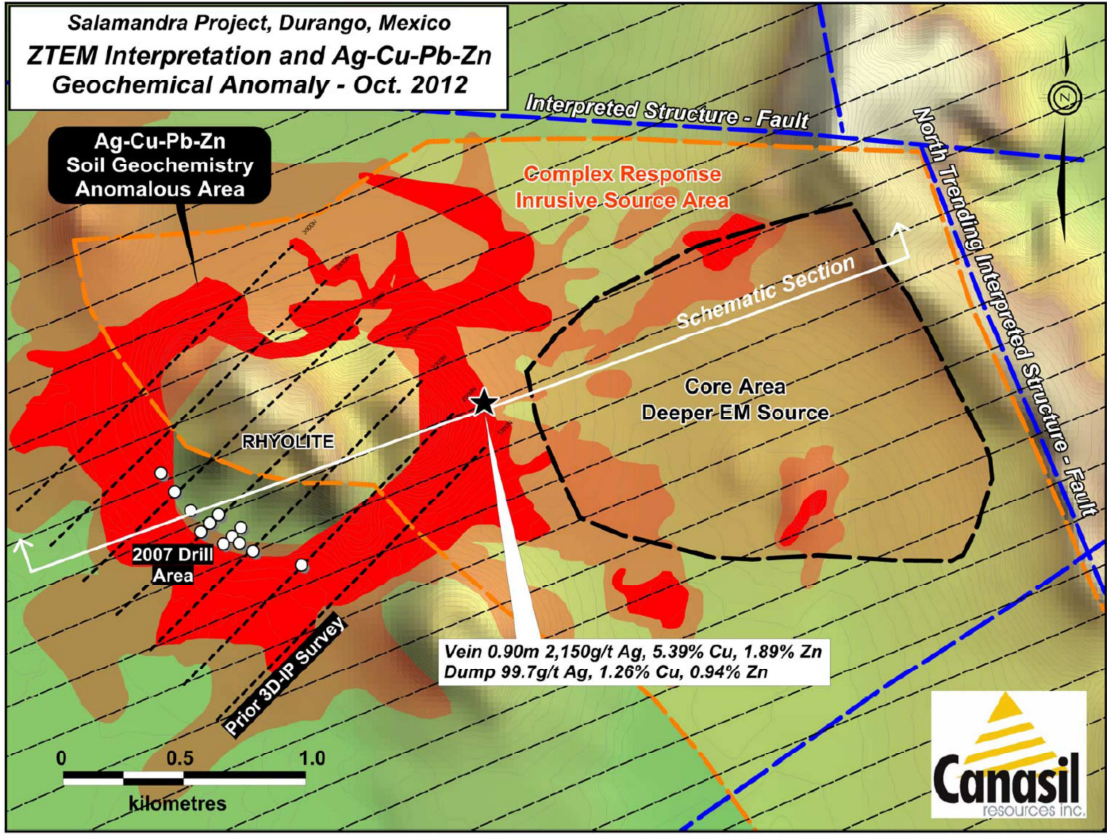 Salamandra Project, Durango, Mexico
ZTEM Interpretation and Ag-Cu-Pb-Zn
Geochemical Anomaly - Oct. 2012
Ag-Cu-Pb-Zn
Soil Geochemistry
Anomalous Area
Interpreted Structure - Fault
North Trending Interpreted Structure - Fault
Complex Response
Inrusive Source Area
Schematic Section
Core Area
Deeper EM Source
RHYOLITE
2007 Drill
Area
Prior 3D-IP Survey
Vein 0.90m 2,150g/t Ag, 5.39% Cu, 1.89% Zn
Dump 99.7g/t Ag, 1.26% Cu, 0.94% Zn
0 0.5 1.0
kilometres
N
Canasil
resources inc.